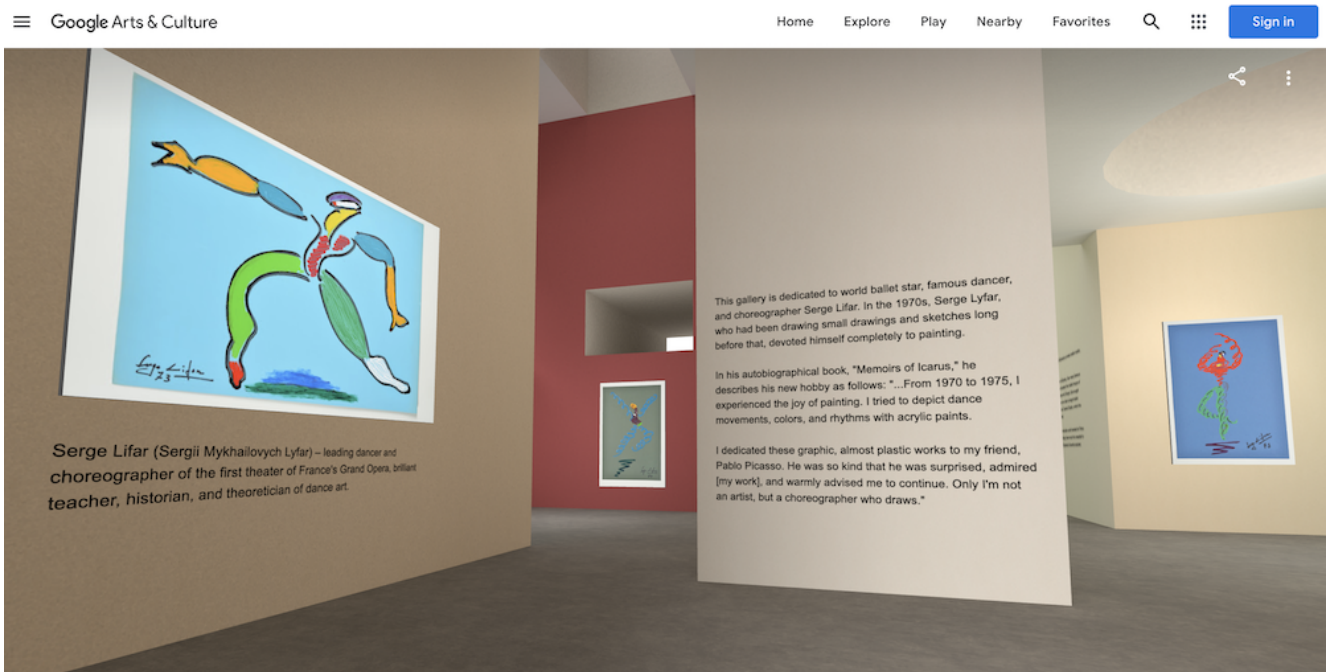 Google Arts & Culture
Home
Explore
Play
Nearby
Favorites
Sign in
Serge Lifar (Sergii Mykhailovych Lyfar) – leading dancer and
choreographer of the first theater of France's Grand Opera, brilliant
teacher, historian, and theoretician of dance art.
This gallery is dedicated to world ballet star, famous dancer,
and choreographer Serge Lifar. In the 1970s, Serge Lyfar,
who had been drawing small drawings and sketches long
before that, devoted himself completely to painting.
In his autobiographical book, "Memoirs of Icarus," he
describes his new hobby as follows: "...From 1970 to 1975, I
experienced the joy of painting. I tried to depict dance
movements, colors, and rhythms with acrylic paints.
I dedicated these graphic, almost plastic works to my friend,
Pablo Picasso. He was so kind that he was surprised, admired
[my work], and warmly advised me to continue. Only I'm not
an artist, but a choreographer who draws."